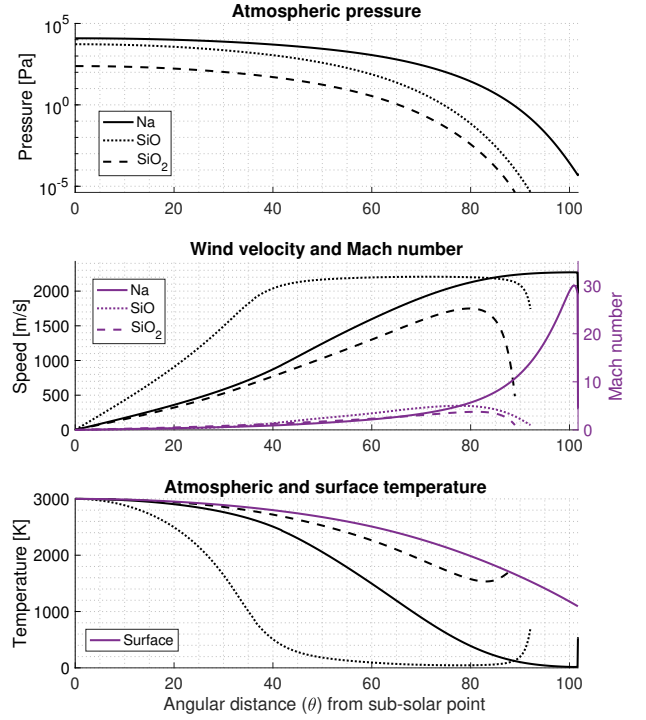 Atmospheric pressure
Pressure [Pa]
10^5
10^0
10^-5
Na
SiO
SiO_2
0 20 40 60 80 100
Wind velocity and Mach number
Speed [m/s]
2000
1500
1000
500
0
Na
SiO
SiO_2
30
20
10
0
Mach number
0 20 40 60 80 100
Atmospheric and surface temperature
Temperature [K]
3000
2000
1000
0
Surface
0 20 40 60 80 100
Angular distance (θ) from sub-solar point